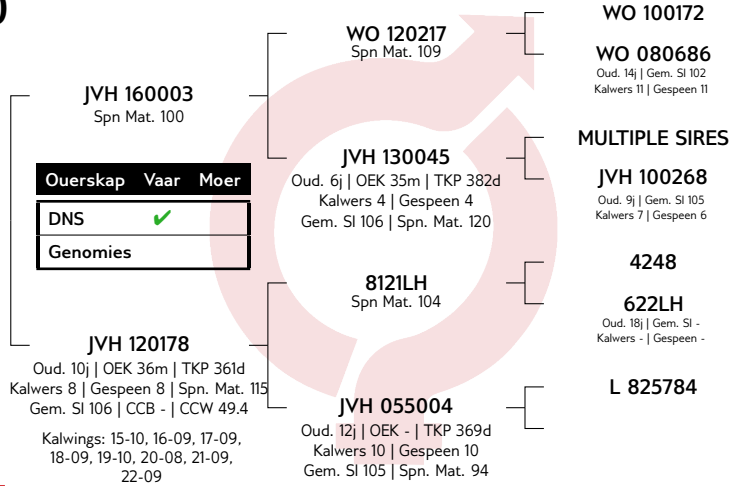 WO 100172
WO 120217
Spn Mat. 109
WO 080686
Oud. 14j | Gem. SI 102
Kalwers 11 | Gespeen 11
JVH 160003
Spn Mat. 100
MULTIPLE SIRES
JVH 130045
Oud. 6j | OEK 35m | TKP 382d
Kalwers 4 | Gespeen 4
Gem. SI 106 | Spn. Mat. 120
JVH 100268
Oud. 9j | Gem. SI 105
Kalwers 7 | Gespeen 6
Ouerskap Vaar Moer
DNS ✔
Genomies
4248
8121LH
Spn Mat. 104
622LH
Oud. 18j | Gem. SI -
Kalwers - | Gespeen -
JVH 120178
Oud. 10j | OEK 36m | TKP 361d
Kalwers 8 | Gespeen 8 | Spn. Mat. 115
Gem. SI 106 | CCB - | CCW 49.4
Kalwings: 15-10, 16-09, 17-09,
18-09, 19-10, 20-08, 21-09,
22-09
L 825784
JVH 055004
Oud. 12j | OEK - | TKP 369d
Kalwers 10 | Gespeen 10
Gem. SI 105 | Spn. Mat. 94